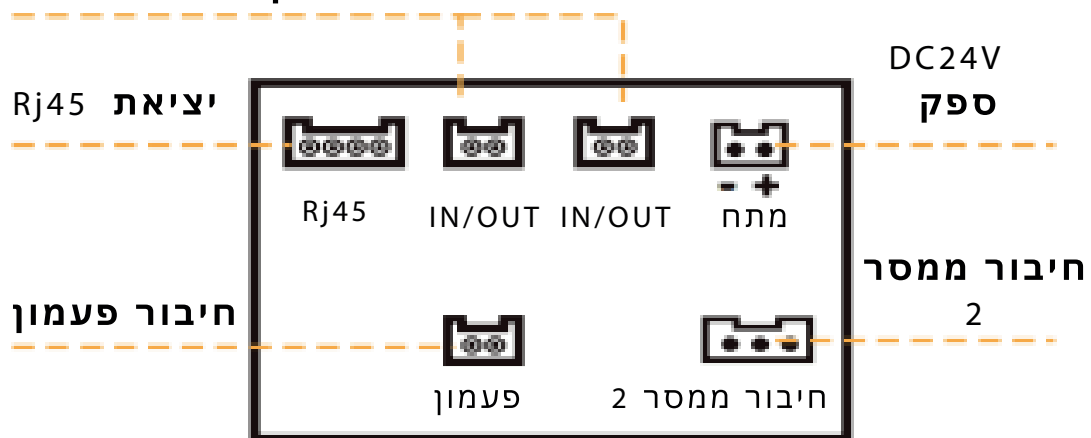 DC24V
ספק
יציאת Rj45
- +
Rj45
IN/OUT
IN/OUT
מתח
חיבור ממסר
2
חיבור פעמון
פעמון
חיבור ממסר 2